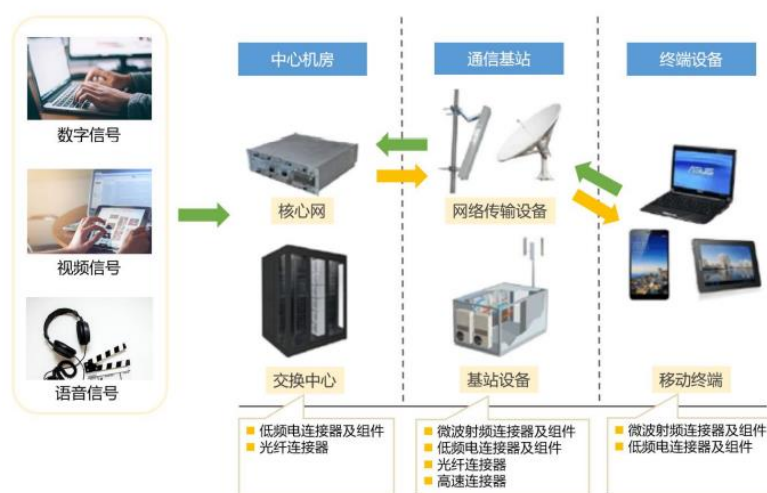 数字信号
视频信号
语音信号
中心机房
通信基站
终端设备
核心网
网络传输设备
交换中心
基站设备
移动终端
低频电连接器及组件
光纤连接器
微波射频连接器及组件
低频电连接器及组件
光纤连接器
高速连接器
微波射频连接器及组件
低频电连接器及组件